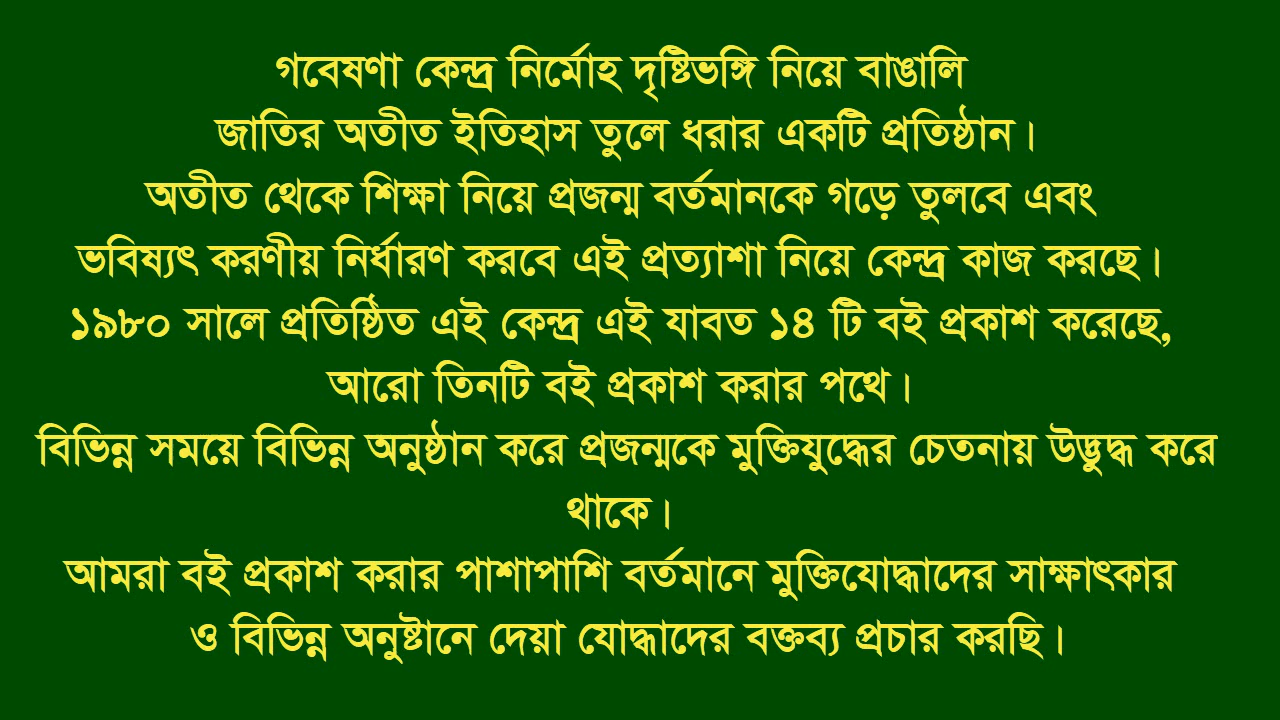 গবেষণা কেন্দ্র নির্মোহ দৃষ্টিভঙ্গি নিয়ে বাঙালি
জাতির অতীত ইতিহাস তুলে ধরার একটি প্রতিষ্ঠান।
অতীত থেকে শিক্ষা নিয়ে প্রজন্ম বর্তমানকে গড়ে তুলবে এবং
ভবিষ্যৎ করণীয় নির্ধারণ করবে এই প্রত্যাশা নিয়ে কেন্দ্র কাজ করছে।
১৯৮০ সালে প্রতিষ্ঠিত এই কেন্দ্র এই যাবত ১৪ টি বই প্রকাশ করেছে,
আরো তিনটি বই প্রকাশ করার পথে।
বিভিন্ন সময়ে বিভিন্ন অনুষ্ঠান করে প্রজন্মকে মুক্তিযুদ্ধের চেতনায় উদ্ভুদ্ধ করে
থাকে।
আমরা বই প্রকাশ করার পাশাপাশি বর্তমানে মুক্তিযোদ্ধাদের সাক্ষাৎকার
ও বিভিন্ন অনুষ্টানে দেয়া যোদ্ধাদের বক্তব্য প্রচার করছি।